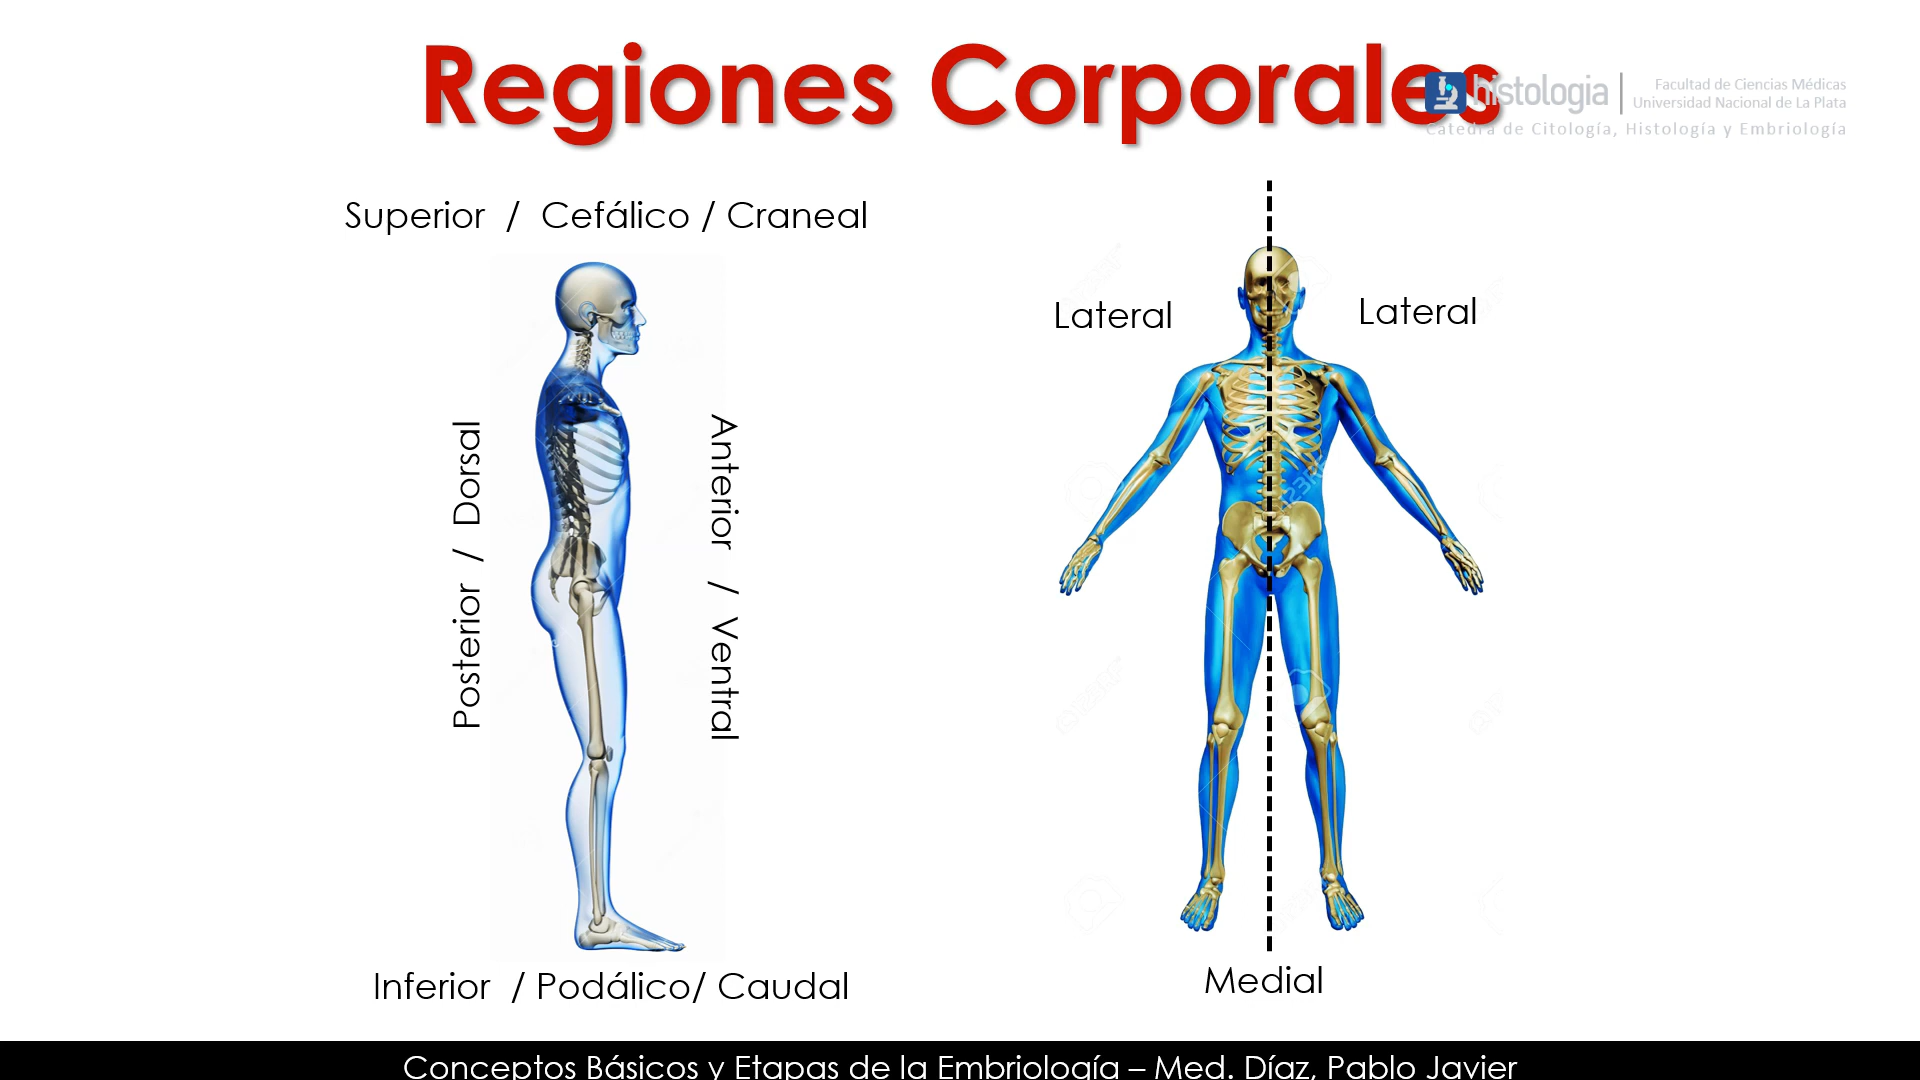 Regiones Corporales
histologia
Facultad de Ciencias Médicas
Universidad Nacional de La Plata
Cátedra de Citología, Histología y Embriología
Superior / Cefálico / Craneal
Lateral
Lateral
Posterior / Dorsal
Anterior / Ventral
Inferior / Podálico/ Caudal
Medial
Conceptos Básicos y Etapas de la Embriología – Med. Díaz, Pablo Javier